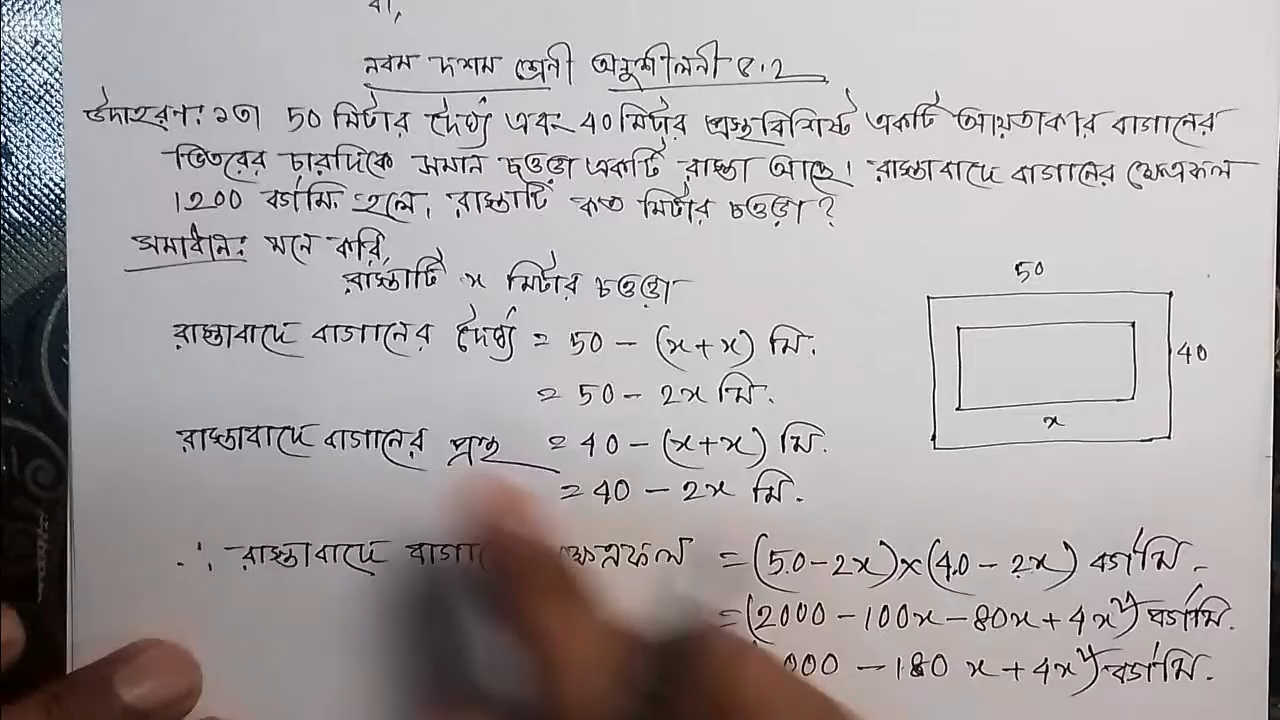 বা,
নবম দশম শ্রেনী অনুশীলনী ৫.2
উদাহরণ: ১৩। 50 মিটার দৈর্ঘ্য এবং 40 মিটার প্রস্থবিশিষ্ট একটি আয়তাকার বাগানের
ভিতরের চারদিকে সমান চওড়া একটি রাস্তা আছে। রাস্তাবাদে বাগানের ক্ষেত্রফল
1200 বর্গমি হলে, রাস্তাটি কত মিটার চওড়া?
সমাধান: মনে করি,
রাস্তাটি x মিটার চওড়া
50
রাস্তাবাদে বাগানের দৈর্ঘ্য = 50 - (x+x) মি.
40
= 50 - 2x মি.
x
রাস্তাবাদে বাগানের প্রস্থ = 40 - (x+x) মি.
= 40 - 2x মি.
∴ রাস্তাবাদে = (50-2x)×(40-2x) বর্গমি.
= (2000 - 100x - 80x + 4x²) বর্গমি.
000 - 180x + 4x²) বর্গমি.